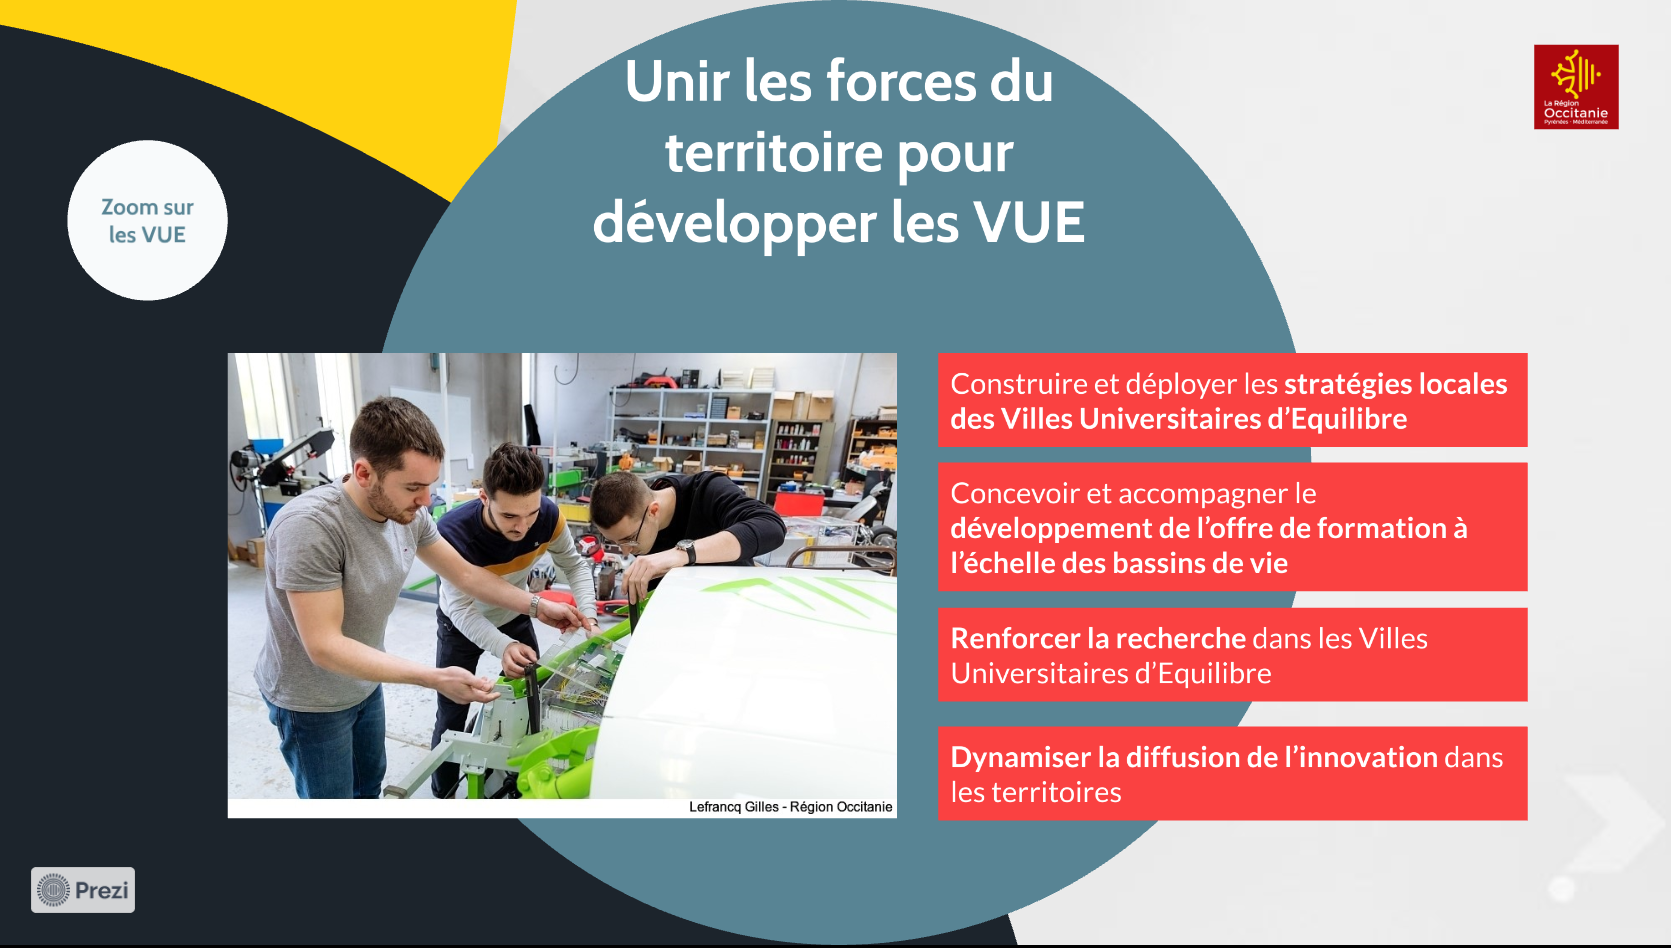 Unir les forces du
territoire pour
développer les VUE
La Région
Occitanie
Pyrénées - Méditerranée
Zoom sur
les VUE
Construire et déployer les stratégies locales
des Villes Universitaires d’Equilibre
Concevoir et accompagner le
développement de l’offre de formation à
l’échelle des bassins de vie
Renforcer la recherche dans les Villes
Universitaires d’Equilibre
Dynamiser la diffusion de l’innovation dans
les territoires
Lefrancq Gilles - Région Occitanie
Prezi